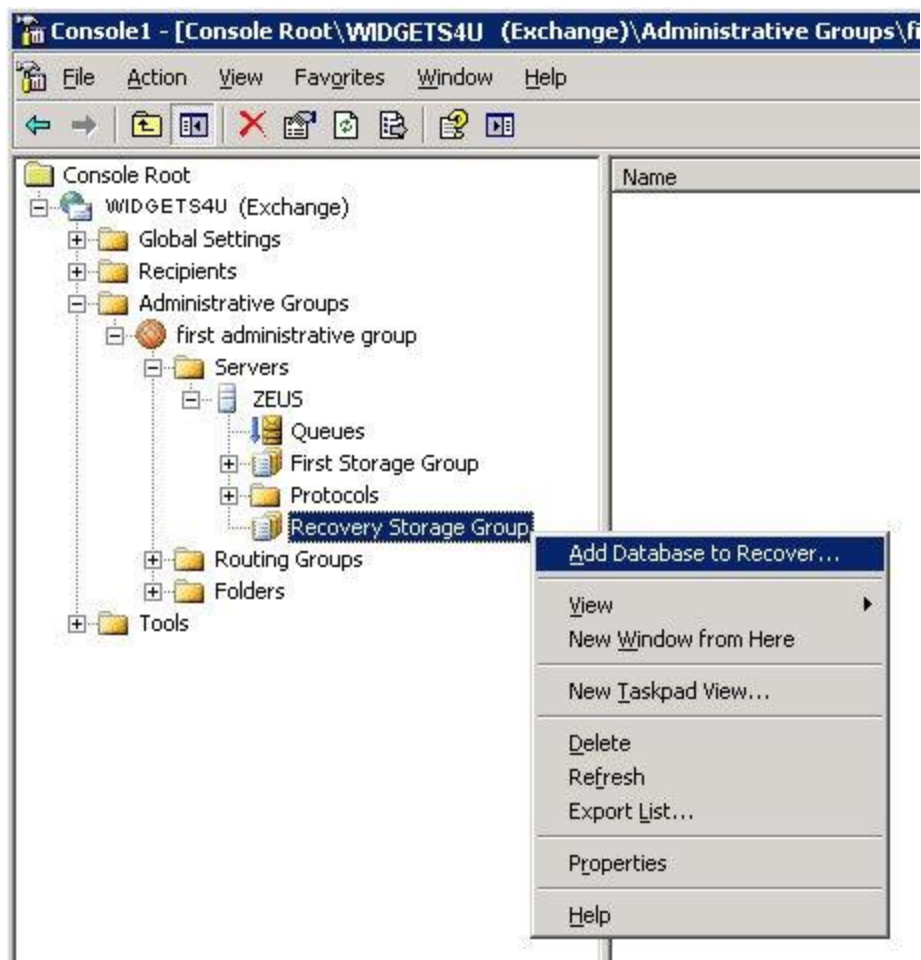 Console1 - [Console Root\WIDGETS4U (Exchange)\Administrative Groups\fi
File Action View Favorites Window Help
Console Root
Name
WIDGETS4U (Exchange)
Global Settings
Recipients
Administrative Groups
first administrative group
Servers
ZEUS
Queues
First Storage Group
Protocols
Recovery Storage Group
Routing Groups
Folders
Tools
Add Database to Recover...
View
New Window from Here
New Taskpad View...
Delete
Refresh
Export List...
Properties
Help